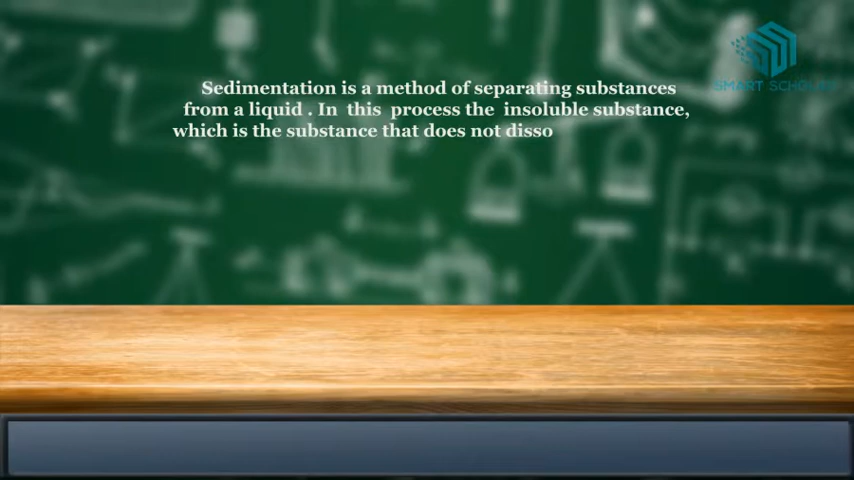 SMART SCHOLAR
Sedimentation is a method of separating substances
from a liquid . In this process the insoluble substance,
which is the substance that does not disso